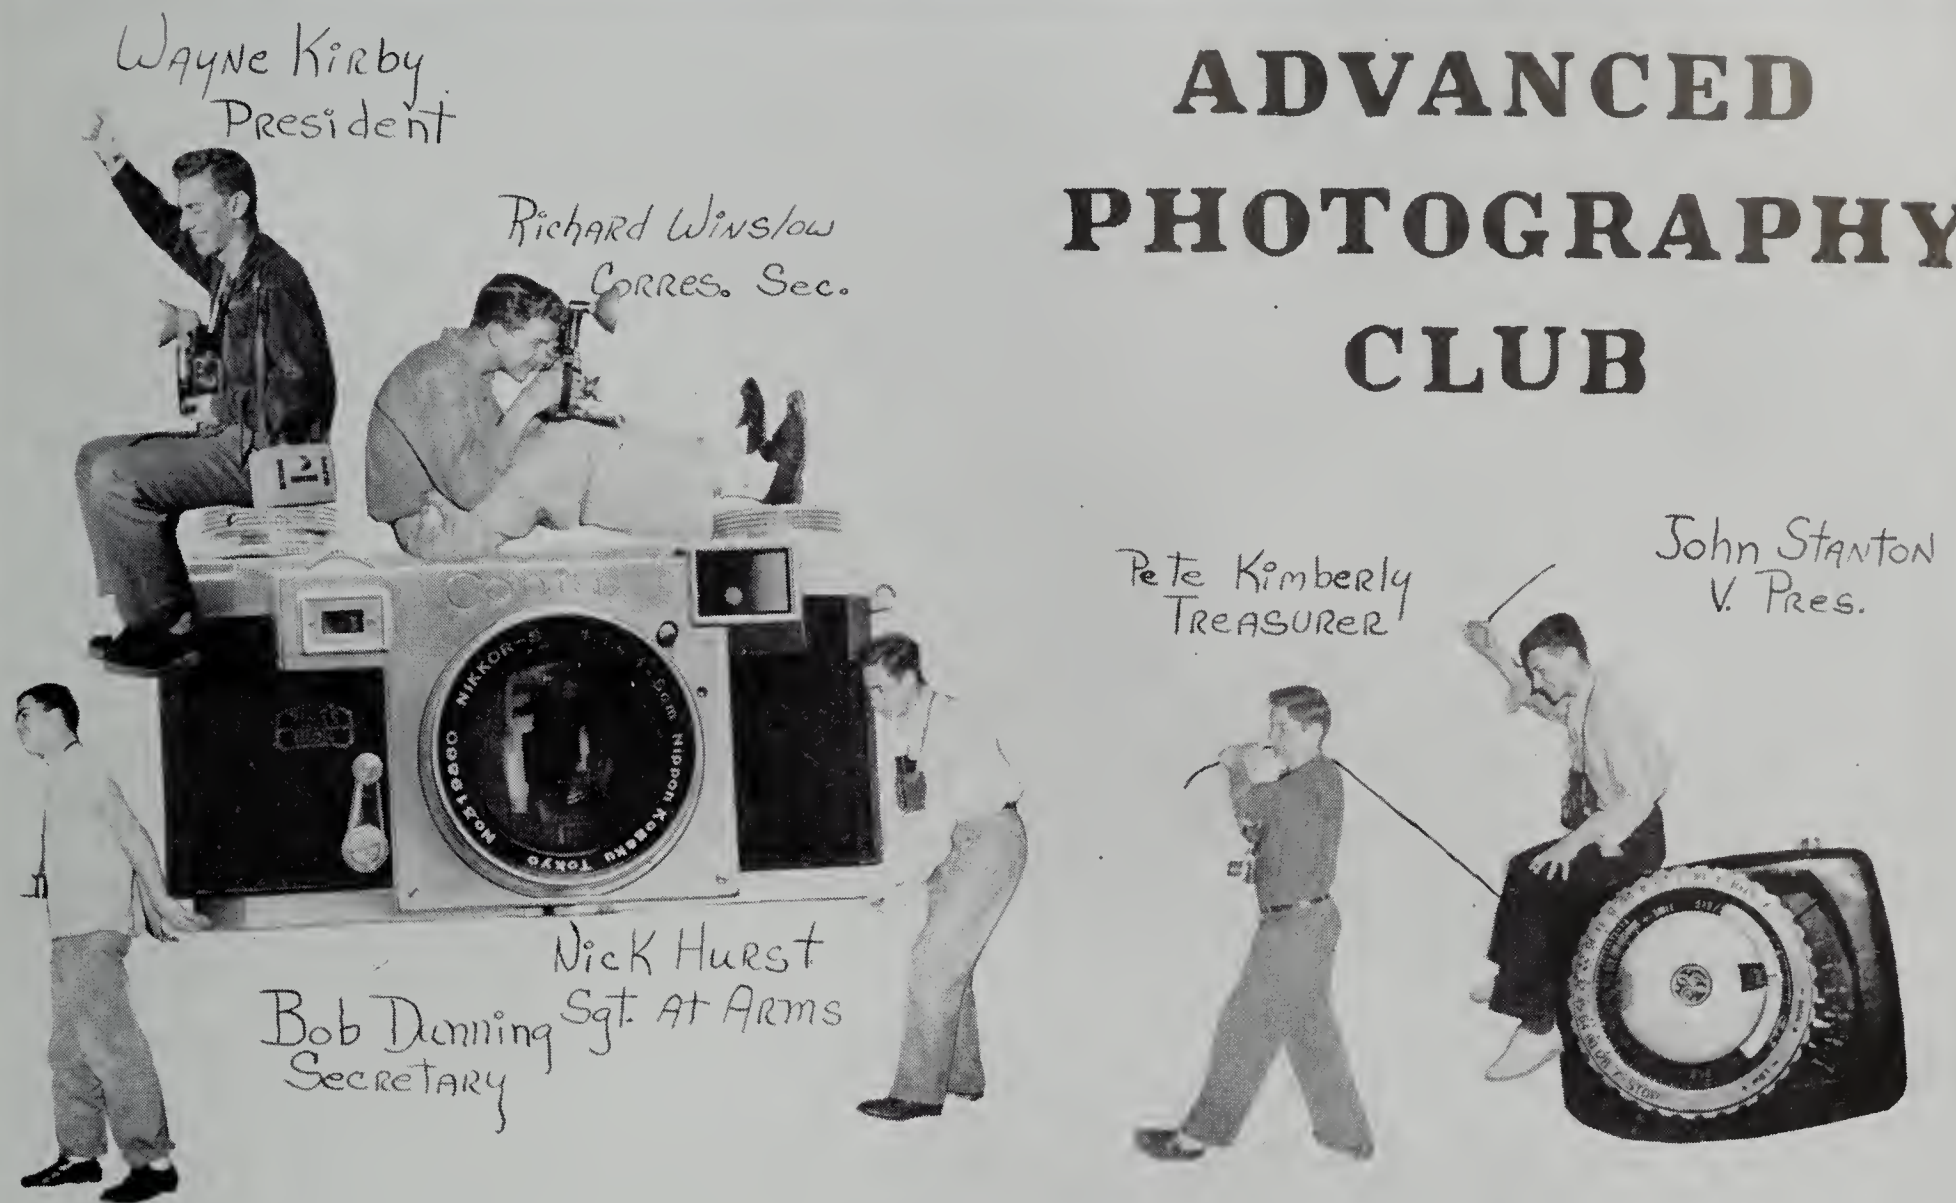 Wayne Kirby
President
Richard Winslow
Corres. Sec.
ADVANCED
PHOTOGRAPHY
CLUB
Pete Kimberly
Treasurer
John Stanton
V. Pres.
NIKKOR-S
Nippon Kogaku Tokyo
Nick Hurst
Sgt. At Arms
Bob Dunning
Secretary